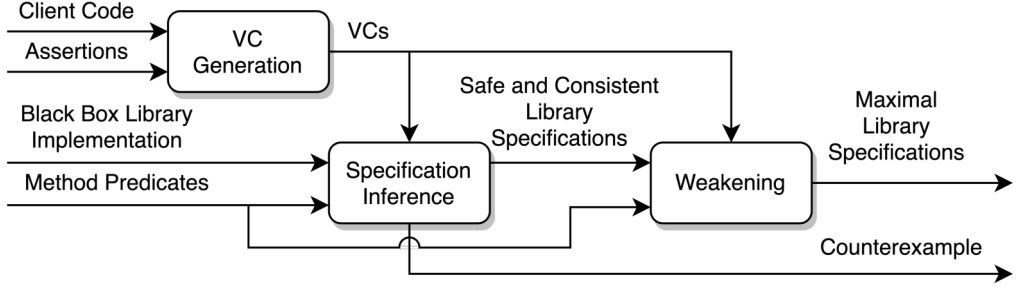 Client Code
Assertions
VC
Generation
VCs
Black Box Library
Implementation
Method Predicates
Specification
Inference
Safe and Consistent
Library
Specifications
Weakening
Maximal
Library
Specifications
Counterexample